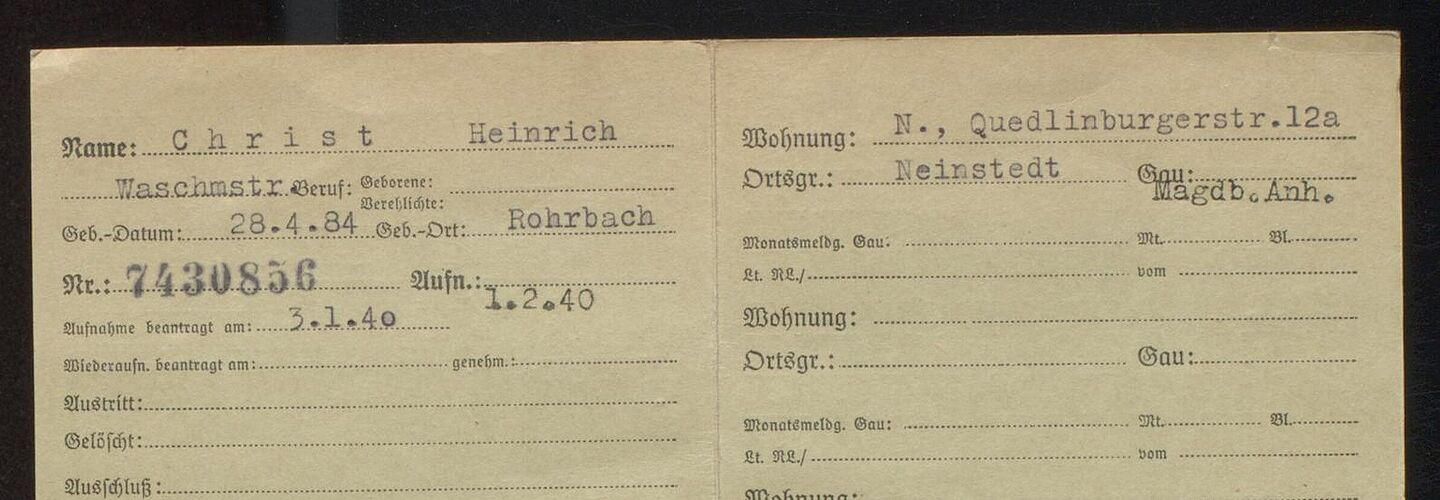 Name: C h r i s t Heinrich
Waschmstr. Beruf: Geborene:
Verehlichte:
Geb.-Datum: 28.4.84 Geb.-Ort: Rohrbach
Nr.: 7430856 Aufn.: 1.2.40
Aufnahme beantragt am: 3.1.40
Wiederaufn. beantragt am: genehm.:
Austritt:
Gelöscht:
Ausschluß:
Wohnung: N., Quedlinburgerstr.12a
Ortsgr.: Neinstedt Gau: Magdb.Anh.
Monatsmeldg. Gau: Mt. Bl.
Lt. RL./ vom
Wohnung:
Ortsgr.: Gau:
Monatsmeldg. Gau: Mt. Bl.
Lt. RL./ vom
Wohnung: